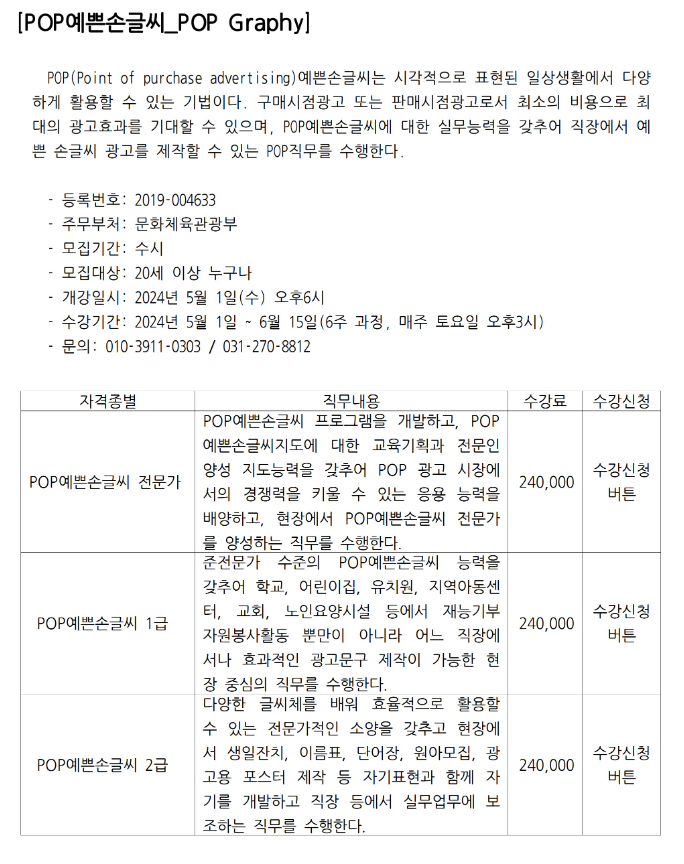 [POP예쁜손글씨_POP Graphy]
POP(Point of purchase advertising)예쁜손글씨는 시각적으로 표현된 일상생활에서 다양
하게 활용할 수 있는 기법이다. 구매시점광고 또는 판매시점광고로서 최소의 비용으로 최
대의 광고효과를 기대할 수 있으며, POP예쁜손글씨에 대한 실무능력을 갖추어 직장에서 예
쁜 손글씨 광고를 제작할 수 있는 POP직무를 수행한다.
- 등록번호: 2019-004633
- 주무부처: 문화체육관광부
- 모집기간: 수시
- 모집대상: 20세 이상 누구나
- 개강일시: 2024년 5월 1일(수) 오후6시
- 수강기간: 2024년 5월 1일 ~ 6월 15일(6주 과정, 매주 토요일 오후3시)
- 문의: 010-3911-0303 / 031-270-8812
자격종별 직무내용 수강료 수강신청
POP예쁜손글씨 전문가
POP예쁜손글씨 프로그램을 개발하고, POP
예쁜손글씨지도에 대한 교육기획과 전문인
양성 지도능력을 갖추어 POP 광고 시장에
서의 경쟁력을 키울 수 있는 응용 능력을
배양하고, 현장에서 POP예쁜손글씨 전문가
를 양성하는 직무를 수행한다.
240,000
수강신청
버튼
POP예쁜손글씨 1급
준전문가 수준의 POP예쁜손글씨 능력을
갖추어 학교, 어린이집, 유치원, 지역아동센
터, 교회, 노인요양시설 등에서 재능기부
자원봉사활동 뿐만이 아니라 어느 직장에
서나 효과적인 광고문구 제작이 가능한 현
장 중심의 직무를 수행한다.
240,000
수강신청
버튼
POP예쁜손글씨 2급
다양한 글씨체를 배워 효율적으로 활용할
수 있는 전문가적인 소양을 갖추고 현장에
서 생일잔치, 이름표, 단어장, 원아모집, 광
고용 포스터 제작 등 자기표현과 함께 자
기를 개발하고 직장 등에서 실무업무에 보
조하는 직무를 수행한다.
240,000
수강신청
버튼